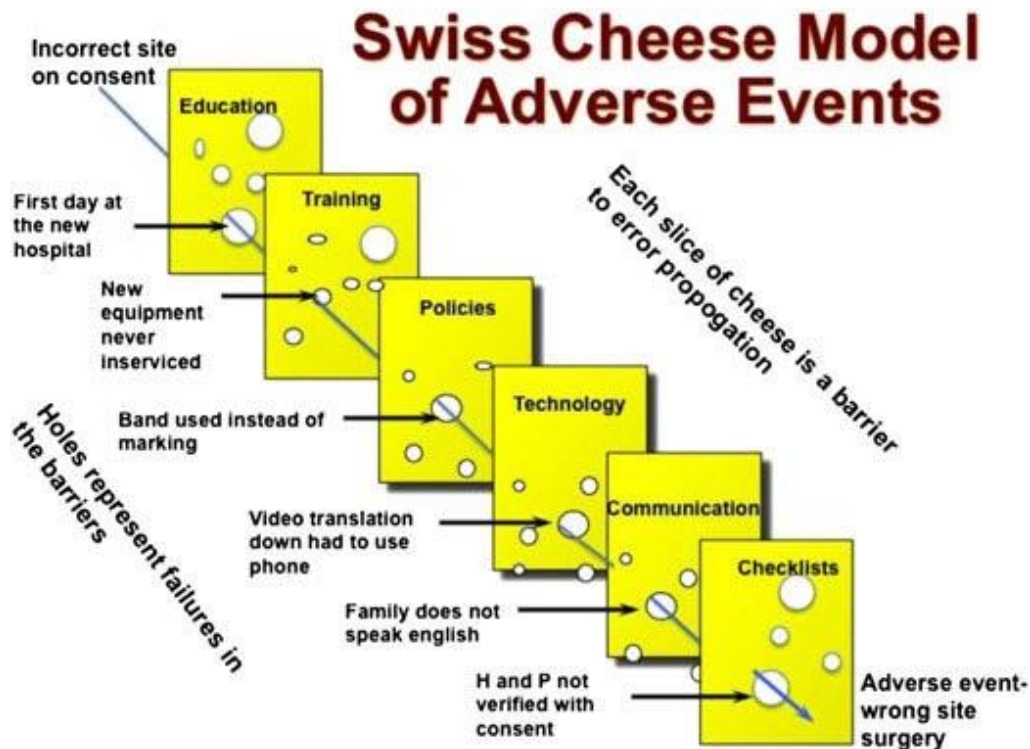 Swiss Cheese Model
of Adverse Events
Incorrect site
on consent
Education
First day at
the new
hospital
Training
New
equipment
never
inserviced
Policies
Band used instead of
marking
Technology
Video translation
down had to use
phone
Communication
Family does not
speak english
Checklists
H and P not
verified with
consent
Adverse event-
wrong site
surgery
Each slice of cheese is a barrier
to error propogation
Holes represent failures in
the barriers